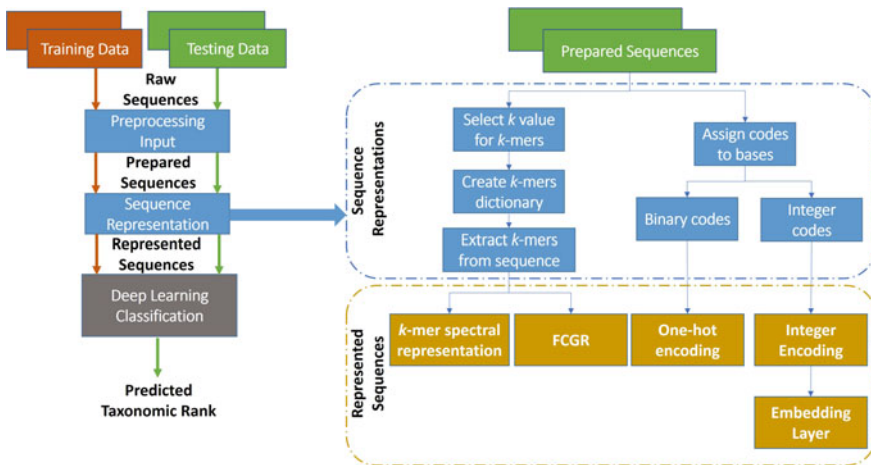 Training Data
Testing Data
Raw
Sequences
Preprocessing
Input
Prepared
Sequences
Sequence
Representation
Represented
Sequences
Deep Learning
Classification
Predicted
Taxonomic Rank
Prepared Sequences
Sequence
Representations
Select k value
for k-mers
Create k-mers
dictionary
Extract k-mers
from sequence
Assign codes
to bases
Binary codes
Integer
codes
Represented
Sequences
k-mer spectral
representation
FCGR
One-hot
encoding
Integer
Encoding
Embedding
Layer